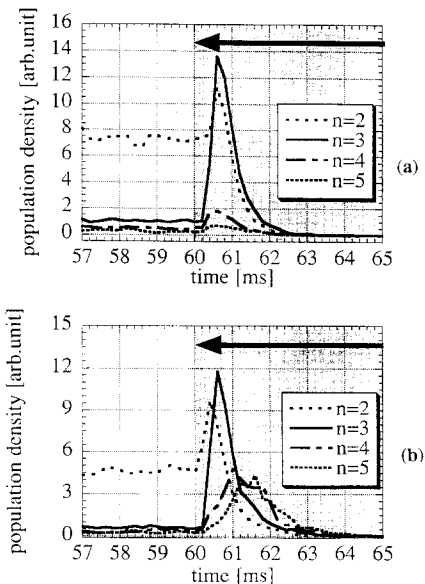 population density [arb.unit]
16
14
12
10
8
6
4
2
0
n=2
n=3
n=4
n=5
(a)
57 58 59 60 61 62 63 64 65
time [ms]
population density [arb.unit]
15
12
9
6
3
0
n=2
n=3
n=4
n=5
(b)
57 58 59 60 61 62 63 64 65
time [ms]